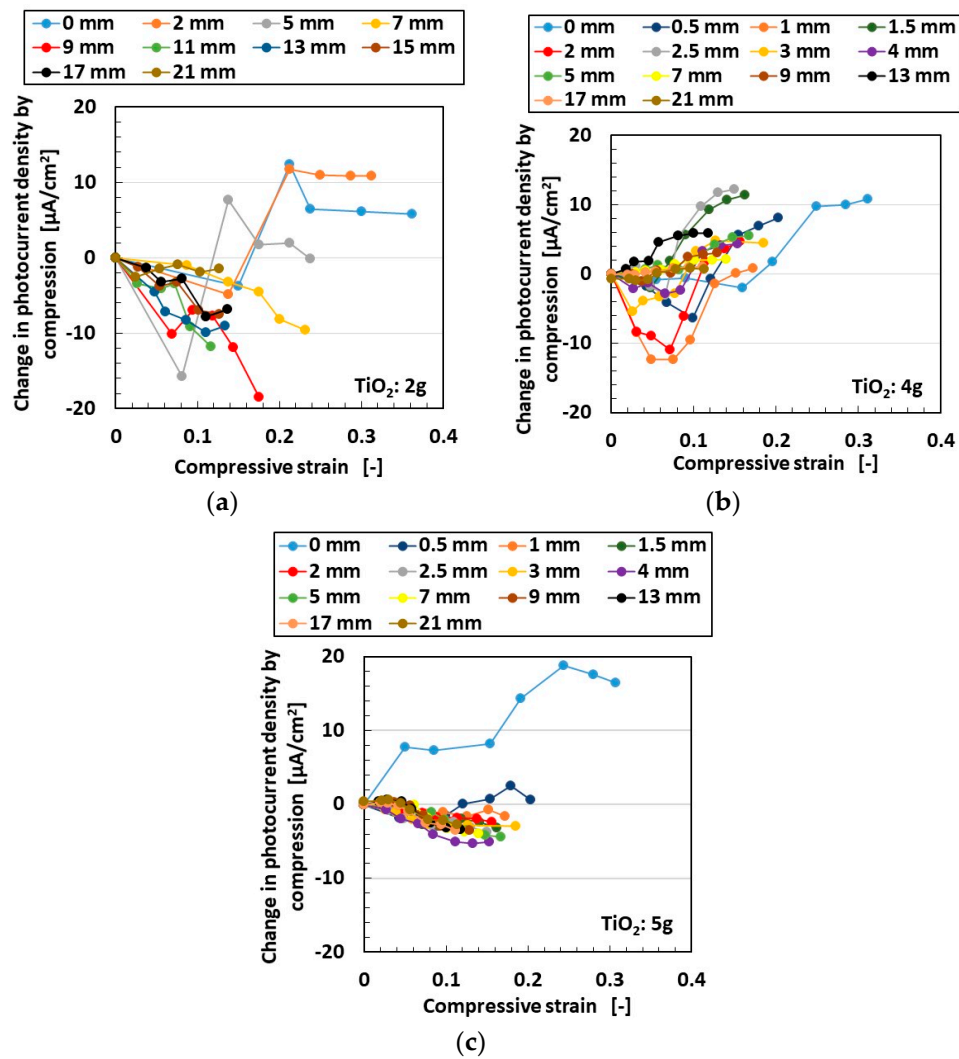 0 mm 2 mm 5 mm 7 mm
9 mm 11 mm 13 mm 15 mm
17 mm 21 mm
Change in photocurrent density by
compression [μA/cm²]
20
10
0
-10
-20
0 0.1 0.2 0.3 0.4
Compressive strain [-]
TiO₂: 2g
(a)
0 mm 0.5 mm 1 mm 1.5 mm
2 mm 2.5 mm 3 mm 4 mm
5 mm 7 mm 9 mm 13 mm
17 mm 21 mm
Change in photocurrent density by
compression [μA/cm²]
20
10
0
-10
-20
0 0.1 0.2 0.3 0.4
Compressive strain [-]
TiO₂: 4g
(b)
0 mm 0.5 mm 1 mm 1.5 mm
2 mm 2.5 mm 3 mm 4 mm
5 mm 7 mm 9 mm 13 mm
17 mm 21 mm
Change in photocurrent density by
compression [μA/cm²]
20
10
0
-10
-20
0 0.1 0.2 0.3 0.4
Compressive strain [-]
TiO₂: 5g
(c)